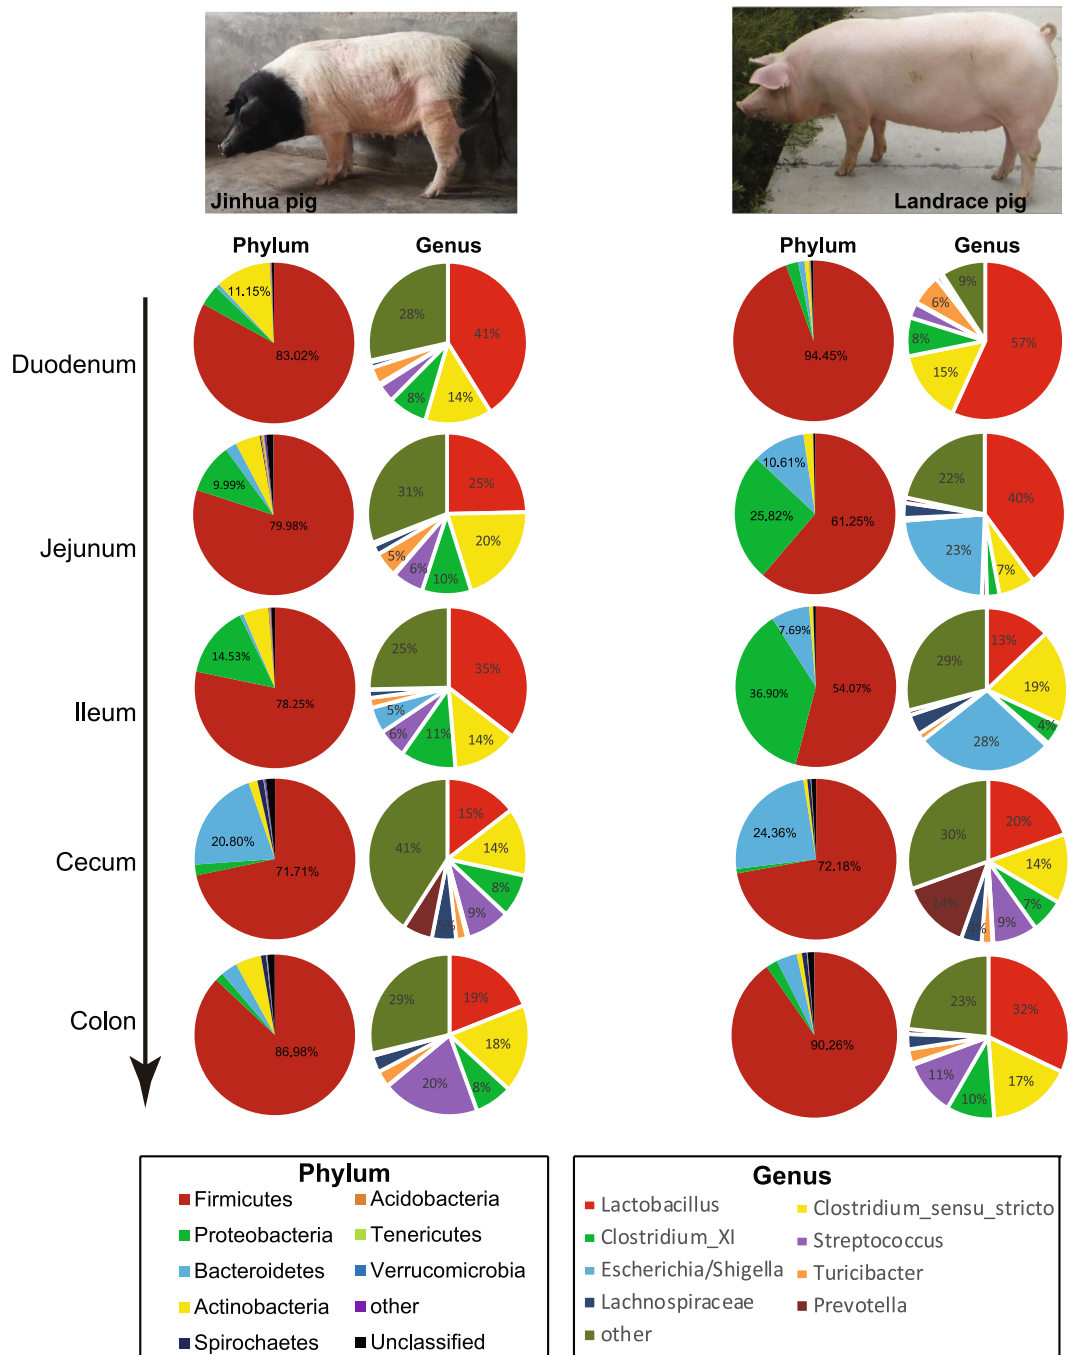 Jinhua pig
Landrace pig
Phylum
Genus
Phylum
Genus
Duodenum
11.15%
83.02%
28%
41%
8%
14%
94.45%
9%
6%
8%
15%
57%
Jejunum
9.99%
79.98%
31%
25%
5%
6%
10%
20%
10.61%
25.82%
61.25%
22%
40%
23%
7%
Ileum
14.53%
78.25%
25%
35%
5%
6%
11%
14%
7.69%
36.90%
54.07%
13%
29%
19%
4%
28%
Cecum
20.80%
71.71%
41%
15%
14%
8%
9%
5%
24.36%
72.18%
30%
20%
14%
14%
7%
9%
4%
Colon
86.98%
29%
19%
18%
20%
8%
90.26%
23%
32%
11%
10%
17%
Phylum
Firmicutes
Acidobacteria
Proteobacteria
Tenericutes
Bacteroidetes
Verrucomicrobia
Actinobacteria
other
Spirochaetes
Unclassified
Genus
Lactobacillus
Clostridium_sensu_stricto
Clostridium_XI
Streptococcus
Escherichia/Shigella
Turicibacter
Lachnospiraceae
Prevotella
other